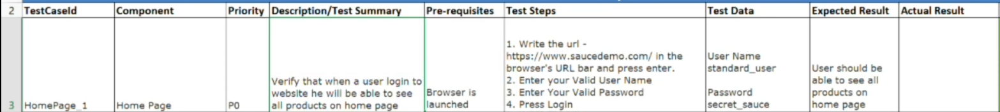 2 TestCaseId Component Priority Description/Test Summary Pre-requisites Test Steps Test Data Expected Result Actual Result
3 HomePage_1 Home Page P0
Verify that when a user login to
website he will be able to see
all products on home page
Browser is
launched
1. Write the url -
https://www.saucedemo.com/ in the
browser's URL bar and press enter.
2. Enter your Valid User Name
3. Enter Your Valid Password
4. Press Login
User Name
standard_user
Password
secret_sauce
User should be
able to see all
products on
home page